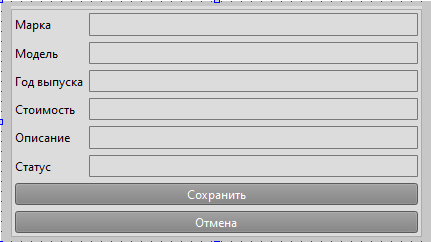 Марка
Модель
Год выпуска
Стоимость
Описание
Статус
Сохранить
Отмена